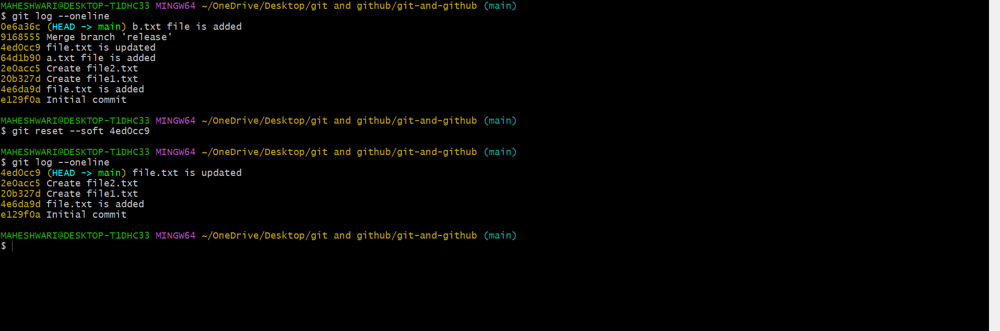 MAHESHWARI@DESKTOP-T1DHC33 MINGW64 ~/OneDrive/Desktop/git and github/git-and-github (main)
$ git log --oneline
0e6a36c (HEAD -> main) b.txt file is added
9168555 Merge branch 'release'
4ed0cc9 file.txt is updated
64d1b90 a.txt file is added
2e0acc5 Create file2.txt
20b327d Create file1.txt
4e6da9d file.txt is added
e129f0a Initial commit
MAHESHWARI@DESKTOP-T1DHC33 MINGW64 ~/OneDrive/Desktop/git and github/git-and-github (main)
$ git reset --soft 4ed0cc9
MAHESHWARI@DESKTOP-T1DHC33 MINGW64 ~/OneDrive/Desktop/git and github/git-and-github (main)
$ git log --oneline
4ed0cc9 (HEAD -> main) file.txt is updated
2e0acc5 Create file2.txt
20b327d Create file1.txt
4e6da9d file.txt is added
e129f0a Initial commit
MAHESHWARI@DESKTOP-T1DHC33 MINGW64 ~/OneDrive/Desktop/git and github/git-and-github (main)
$